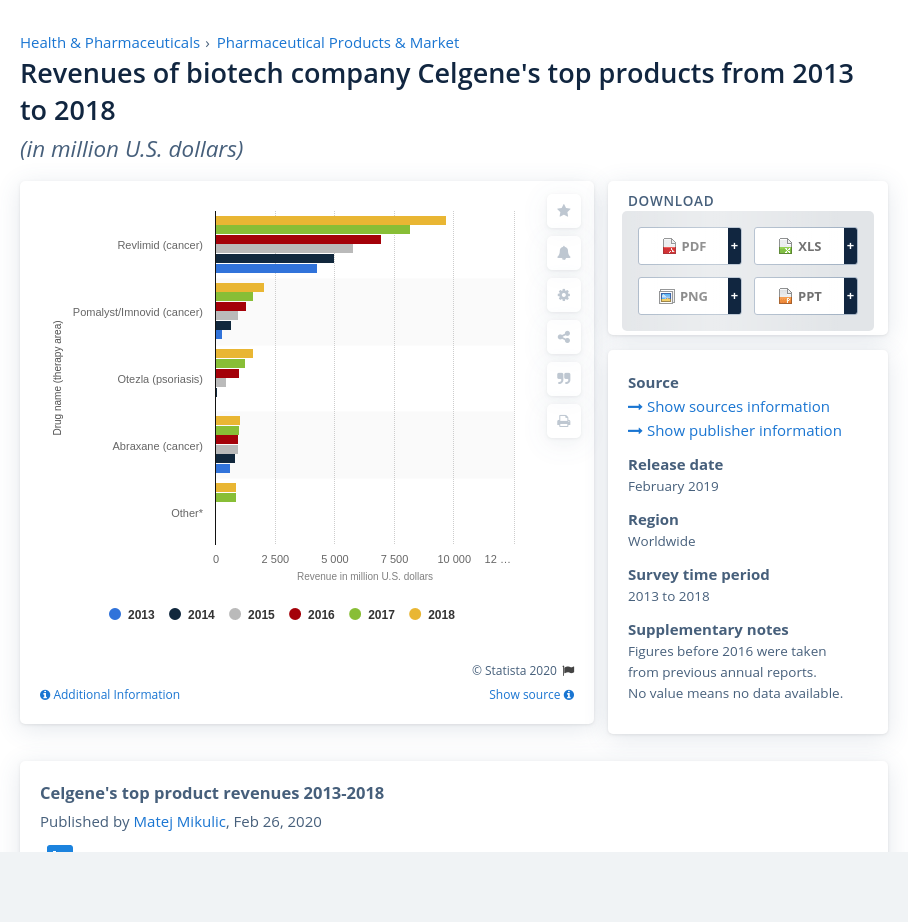 Health & Pharmaceuticals › Pharmaceutical Products & Market
Revenues of biotech company Celgene's top products from 2013
to 2018
(in million U.S. dollars)
Drug name (therapy area)
Revlimid (cancer)
Pomalyst/Imnovid (cancer)
Otezla (psoriasis)
Abraxane (cancer)
Other*
0 2 500 5 000 7 500 10 000 12 …
Revenue in million U.S. dollars
2013 2014 2015 2016 2017 2018
© Statista 2020
Additional Information
Show source
DOWNLOAD
PDF + XLS +
PNG + PPT +
Source
Show sources information
Show publisher information
Release date
February 2019
Region
Worldwide
Survey time period
2013 to 2018
Supplementary notes
Figures before 2016 were taken
from previous annual reports.
No value means no data available.
Celgene's top product revenues 2013-2018
Published by Matej Mikulic, Feb 26, 2020